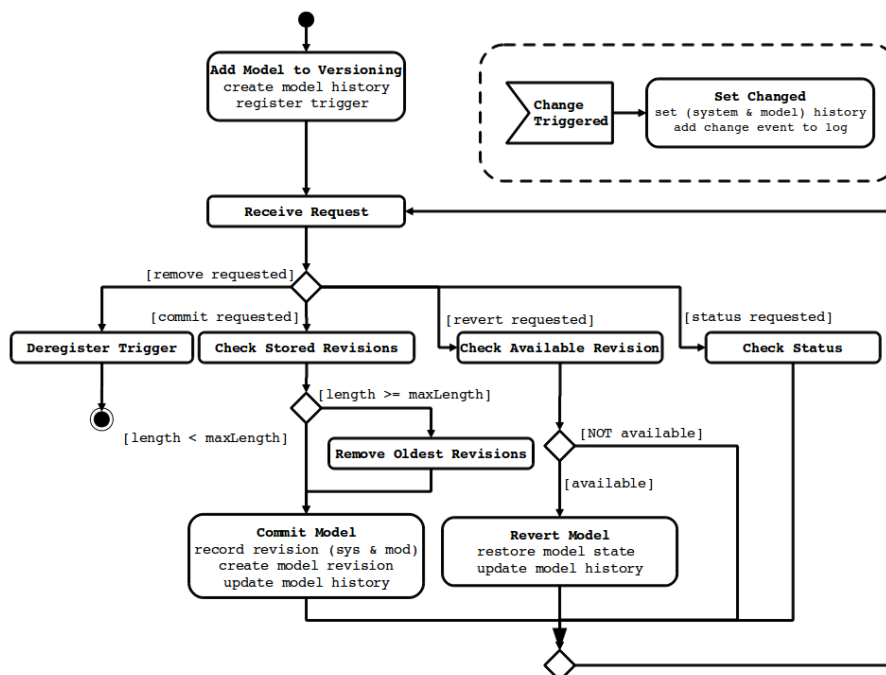 Add Model to Versioning
create model history
register trigger
Change
Triggered
Set Changed
set (system & model) history
add change event to log
Receive Request
[remove requested]
[commit requested]
[revert requested]
[status requested]
Deregister Trigger
Check Stored Revisions
Check Available Revision
Check Status
[length >= maxLength]
[length < maxLength]
[NOT available]
Remove Oldest Revisions
[available]
Commit Model
record revision (sys & mod)
create model revision
update model history
Revert Model
restore model state
update model history